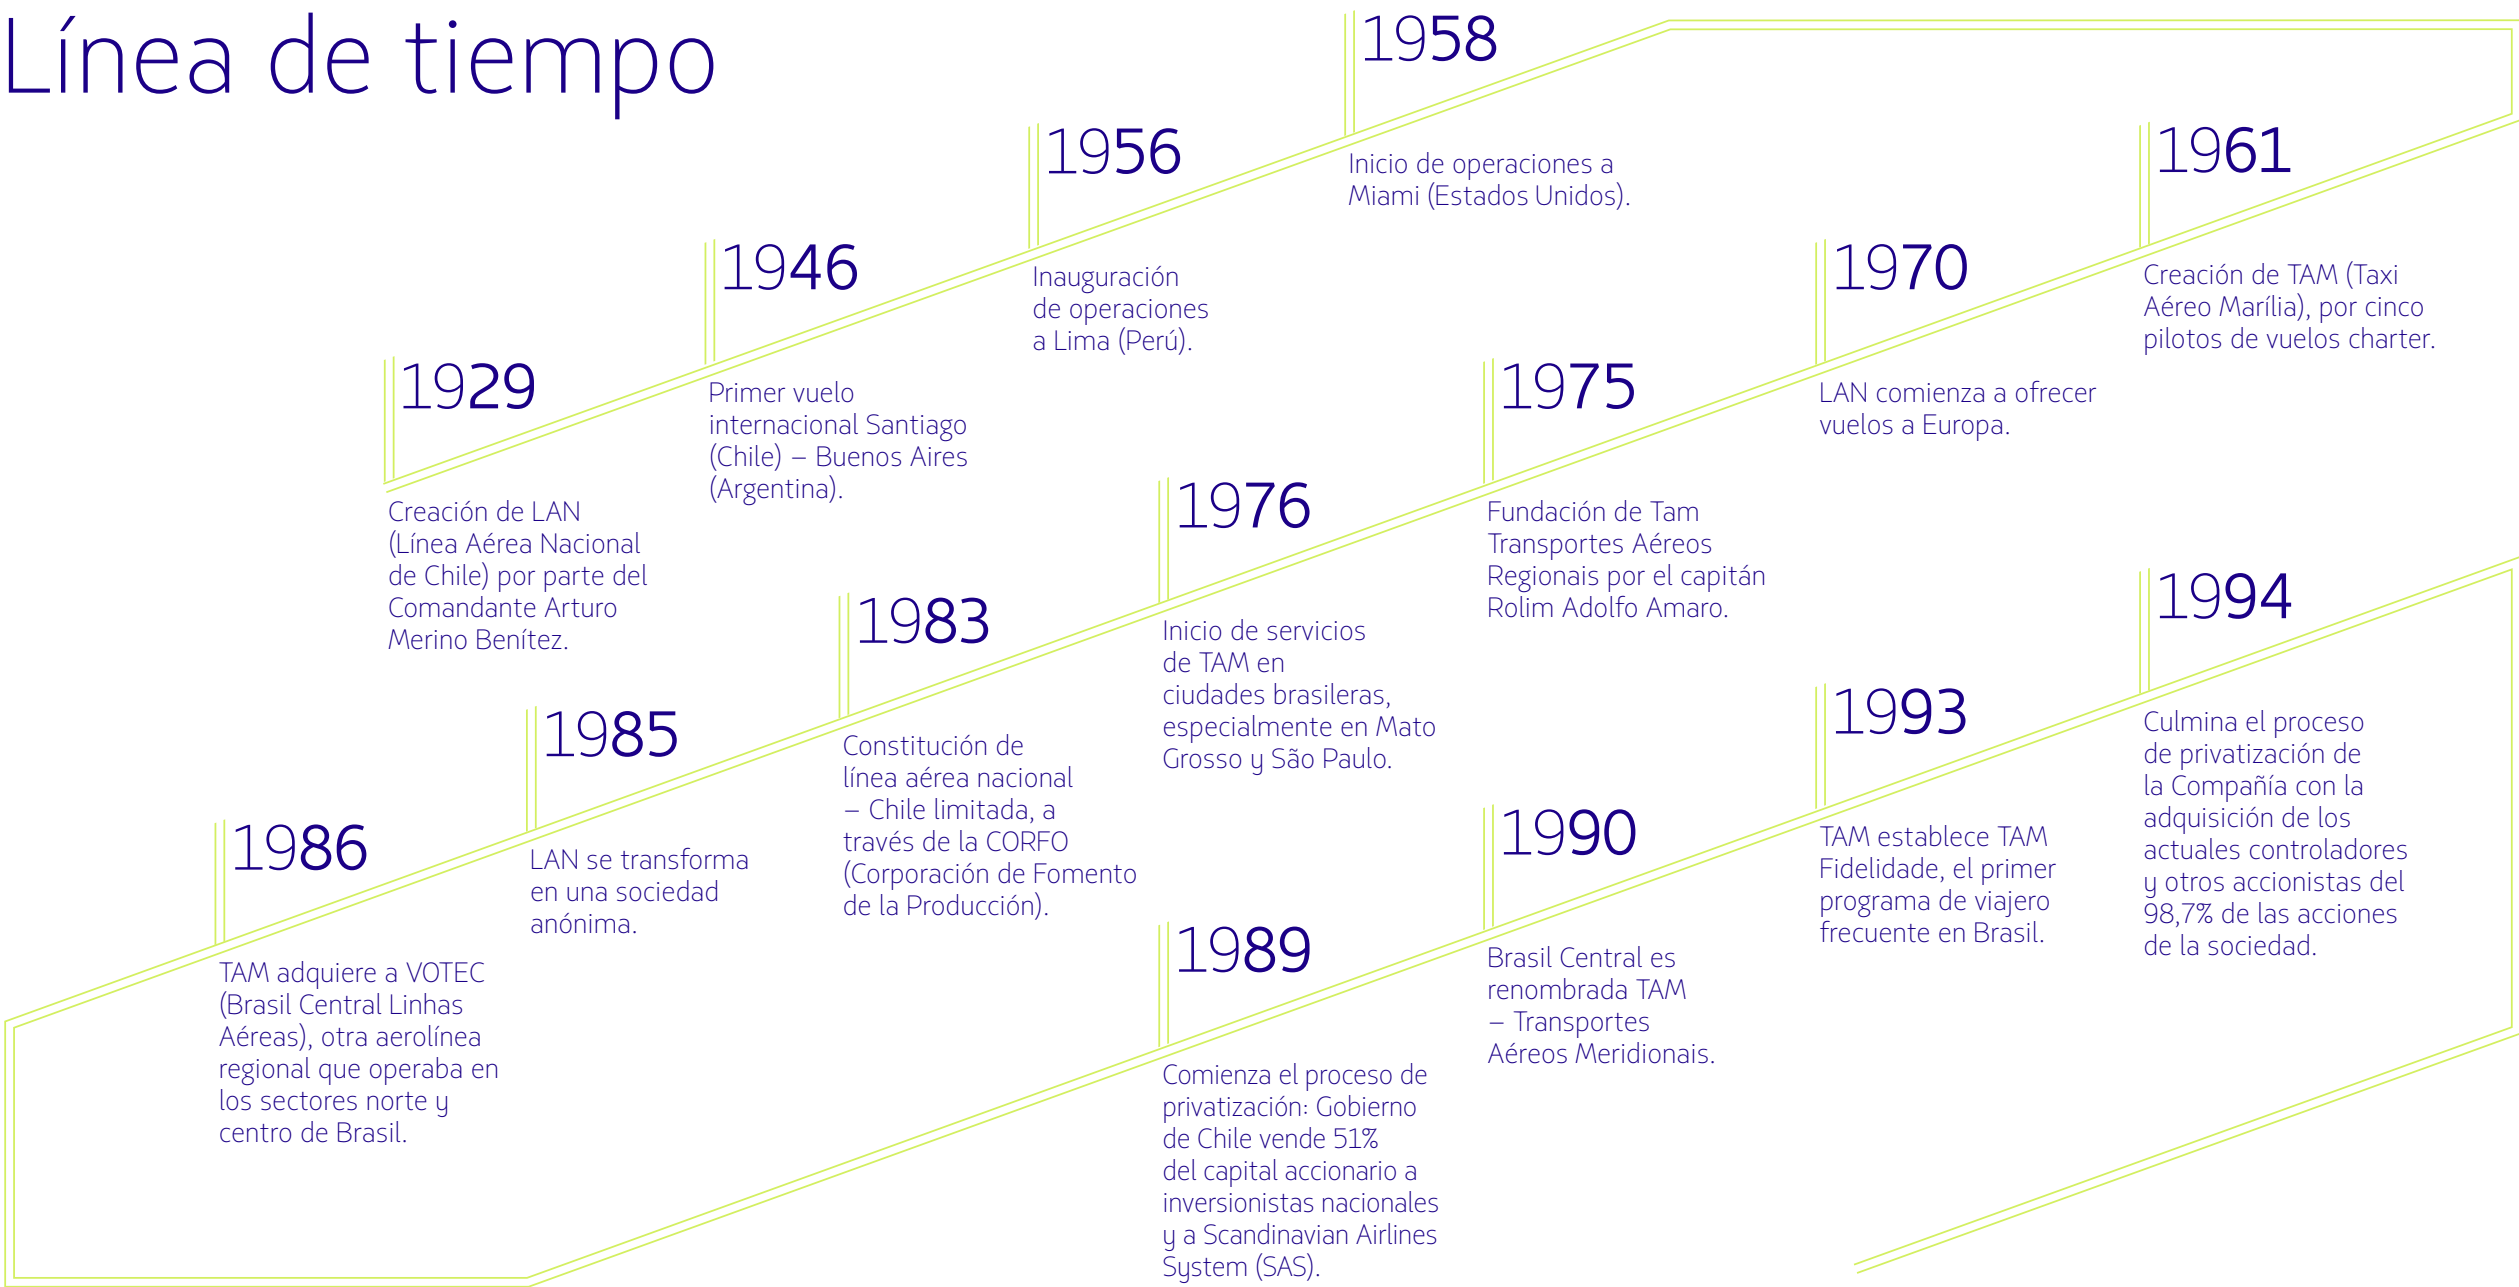 Línea de tiempo
1929
Creación de LAN
(Línea Aérea Nacional
de Chile) por parte del
Comandante Arturo
Merino Benítez.
1946
Primer vuelo
internacional Santiago
(Chile) – Buenos Aires
(Argentina).
1956
Inauguración
de operaciones
a Lima (Perú).
1958
Inicio de operaciones a
Miami (Estados Unidos).
1961
Creación de TAM (Taxi
Aéreo Marília), por cinco
pilotos de vuelos charter.
1970
LAN comienza a ofrecer
vuelos a Europa.
1975
Fundación de Tam
Transportes Aéreos
Regionais por el capitán
Rolim Adolfo Amaro.
1976
Inicio de servicios
de TAM en
ciudades brasileras,
especialmente en Mato
Grosso y São Paulo.
1983
Constitución de
línea aérea nacional
– Chile limitada, a
través de la CORFO
(Corporación de Fomento
de la Producción).
1985
LAN se transforma
en una sociedad
anónima.
1986
TAM adquiere a VOTEC
(Brasil Central Linhas
Aéreas), otra aerolínea
regional que operaba en
los sectores norte y
centro de Brasil.
1989
Comienza el proceso de
privatización: Gobierno
de Chile vende 51%
del capital accionario a
inversionistas nacionales
y a Scandinavian Airlines
System (SAS).
1990
Brasil Central es
renombrada TAM
– Transportes
Aéreos Meridionais.
1993
TAM establece TAM
Fidelidade, el primer
programa de viajero
frecuente en Brasil.
1994
Culmina el proceso
de privatización de
la Compañía con la
adquisición de los
actuales controladores
y otros accionistas del
98,7% de las acciones
de la sociedad.